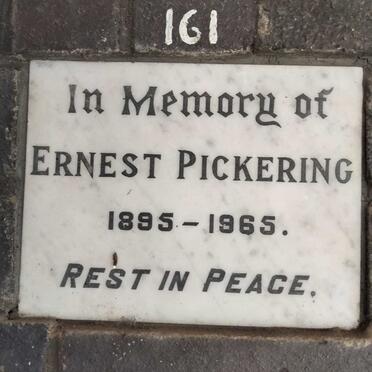 161
In Memory of
ERNEST PICKERING
1895-1965.
REST IN PEACE.